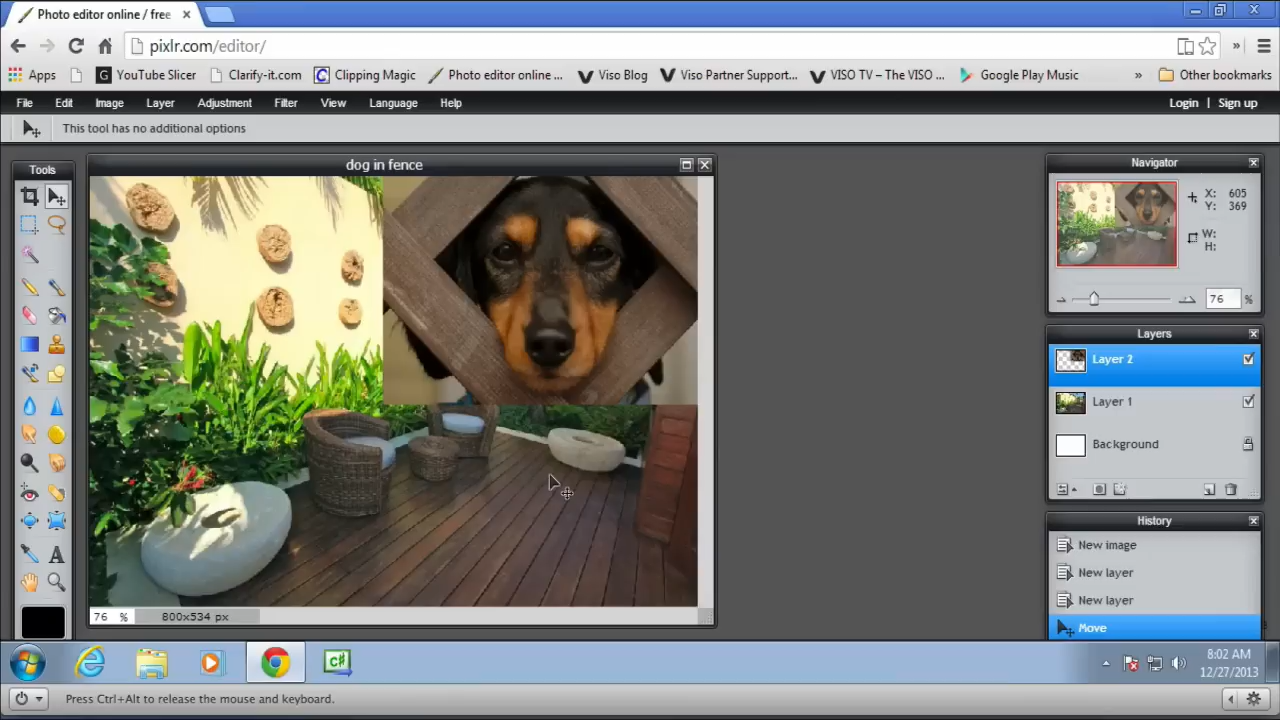 Photo editor online / free
pixlr.com/editor/
Apps
YouTube Slicer
Clarify-it.com
Clipping Magic
Photo editor online ...
Viso Blog
Viso Partner Support...
VISO TV – The VISO ...
Google Play Music
»
Other bookmarks
File Edit Image Layer Adjustment Filter View Language Help
Login | Sign up
This tool has no additional options
Tools
dog in fence
76 %
800x534 px
Navigator
X: 605
Y: 369
W:
H:
76 %
Layers
Layer 2
Layer 1
Background
History
New image
New layer
New layer
Move
8:02 AM
12/27/2013
Press Ctrl+Alt to release the mouse and keyboard.